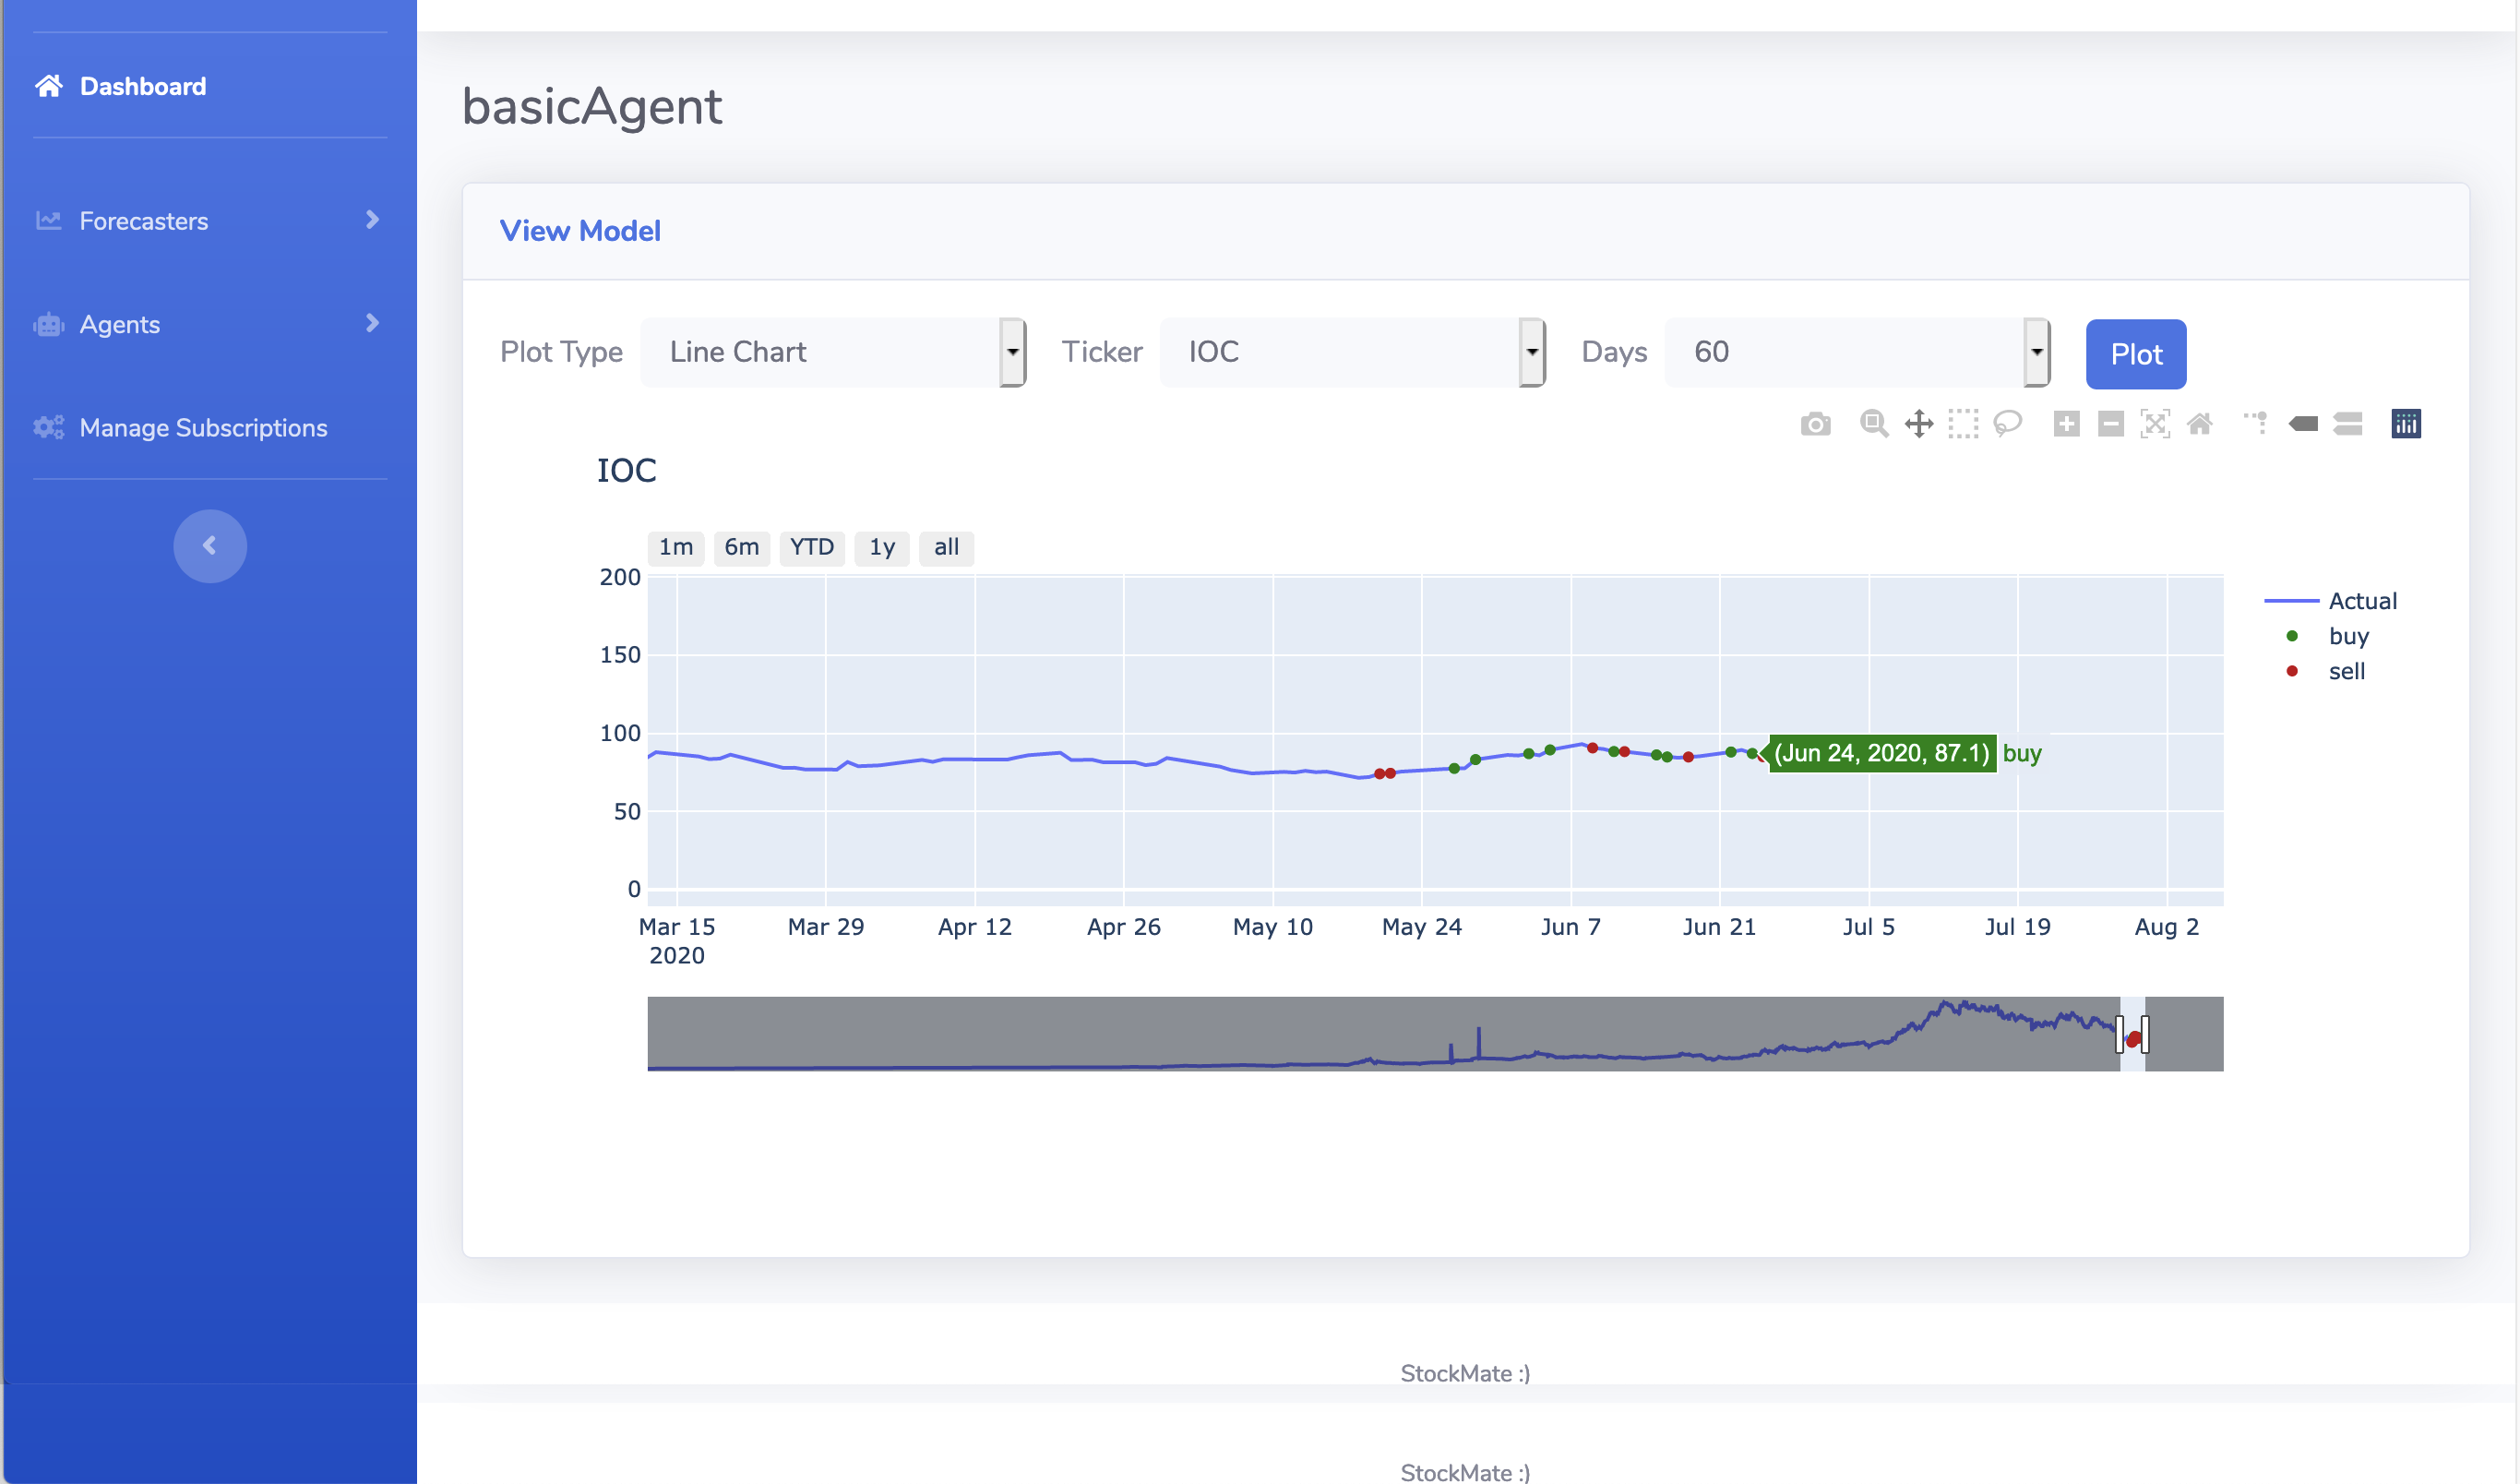 Dashboard
Forecasters
Agents
Manage Subscriptions
basicAgent
View Model
Plot Type Line Chart Ticker IOC Days 60 Plot
IOC
1m 6m YTD 1y all
200
150
100
50
0
Actual
buy
sell
(Jun 24, 2020, 87.1) buy
Mar 15 Mar 29 Apr 12 Apr 26 May 10 May 24 Jun 7 Jun 21 Jul 5 Jul 19 Aug 2
2020
StockMate :)
StockMate :)